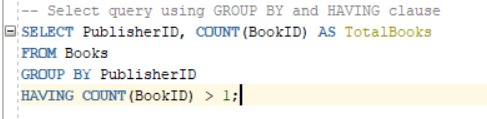 -- Select query using GROUP BY and HAVING clause
SELECT PublisherID, COUNT(BookID) AS TotalBooks
FROM Books
GROUP BY PublisherID
HAVING COUNT(BookID) > 1;